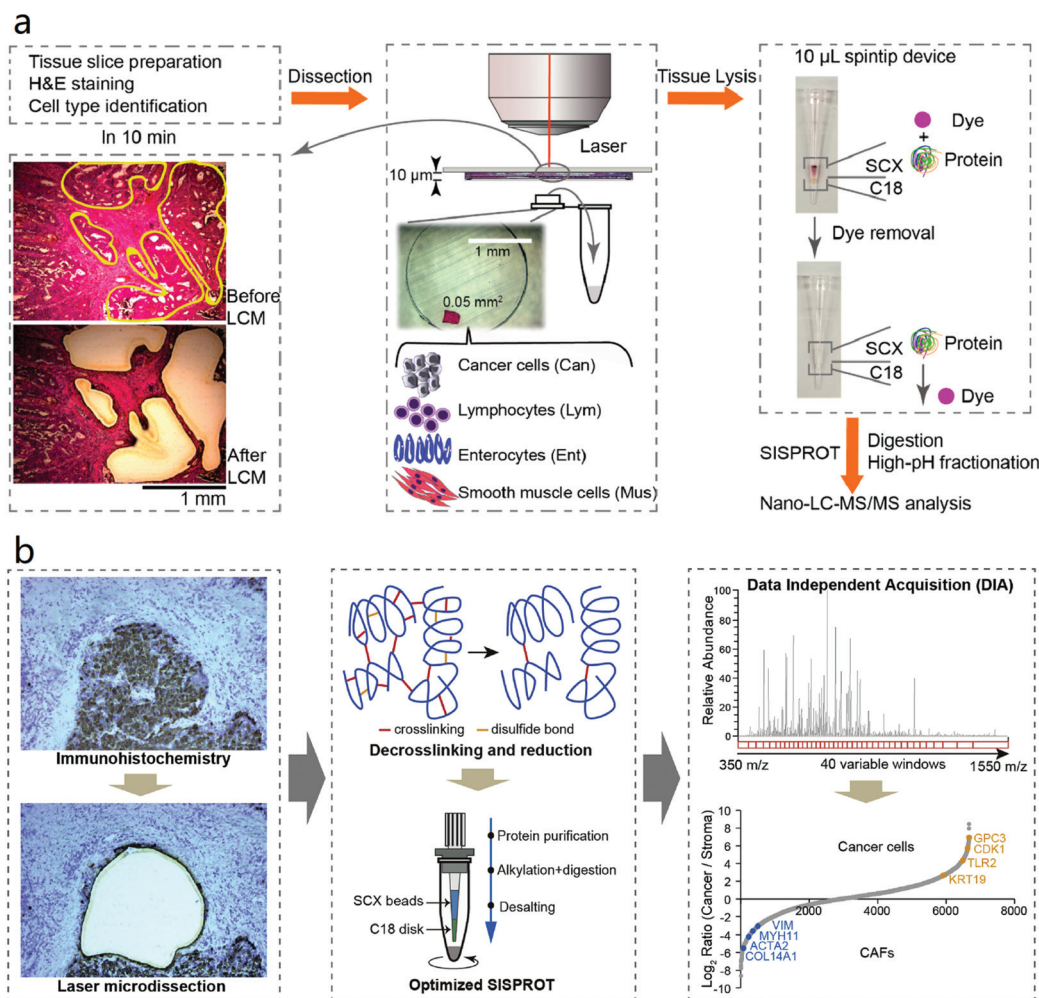 a
Tissue slice preparation
H&E staining
Cell type identification
In 10 min
Before
LCM
After
LCM
1 mm
Dissection
Laser
10 µm
1 mm
0.05 mm²
Cancer cells (Can)
Lymphocytes (Lym)
Enterocytes (Ent)
Smooth muscle cells (Mus)
Tissue Lysis
10 µL spintip device
Dye
+
Protein
SCX
C18
Dye removal
SCX
C18
Protein
Dye
SISPROT
Digestion
High-pH fractionation
Nano-LC-MS/MS analysis
b
Immunohistochemistry
Laser microdissection
crosslinking
disulfide bond
Decrosslinking and reduction
SCX beads
C18 disk
Protein purification
Alkylation+digestion
Desalting
Optimized SISPROT
Data Independent Acquisition (DIA)
Relative Abundance
100
80
60
40
20
0
350 m/z
40 variable windows
1550 m/z
Log₂ Ratio (Cancer / Stroma)
10
8
6
4
2
0
-2
-4
-6
-8
-10
2000
4000
6000
8000
Cancer cells
GPC3
CDK1
TLR2
KRT19
VIM
MYH11
ACTA2
COL14A1
CAFs